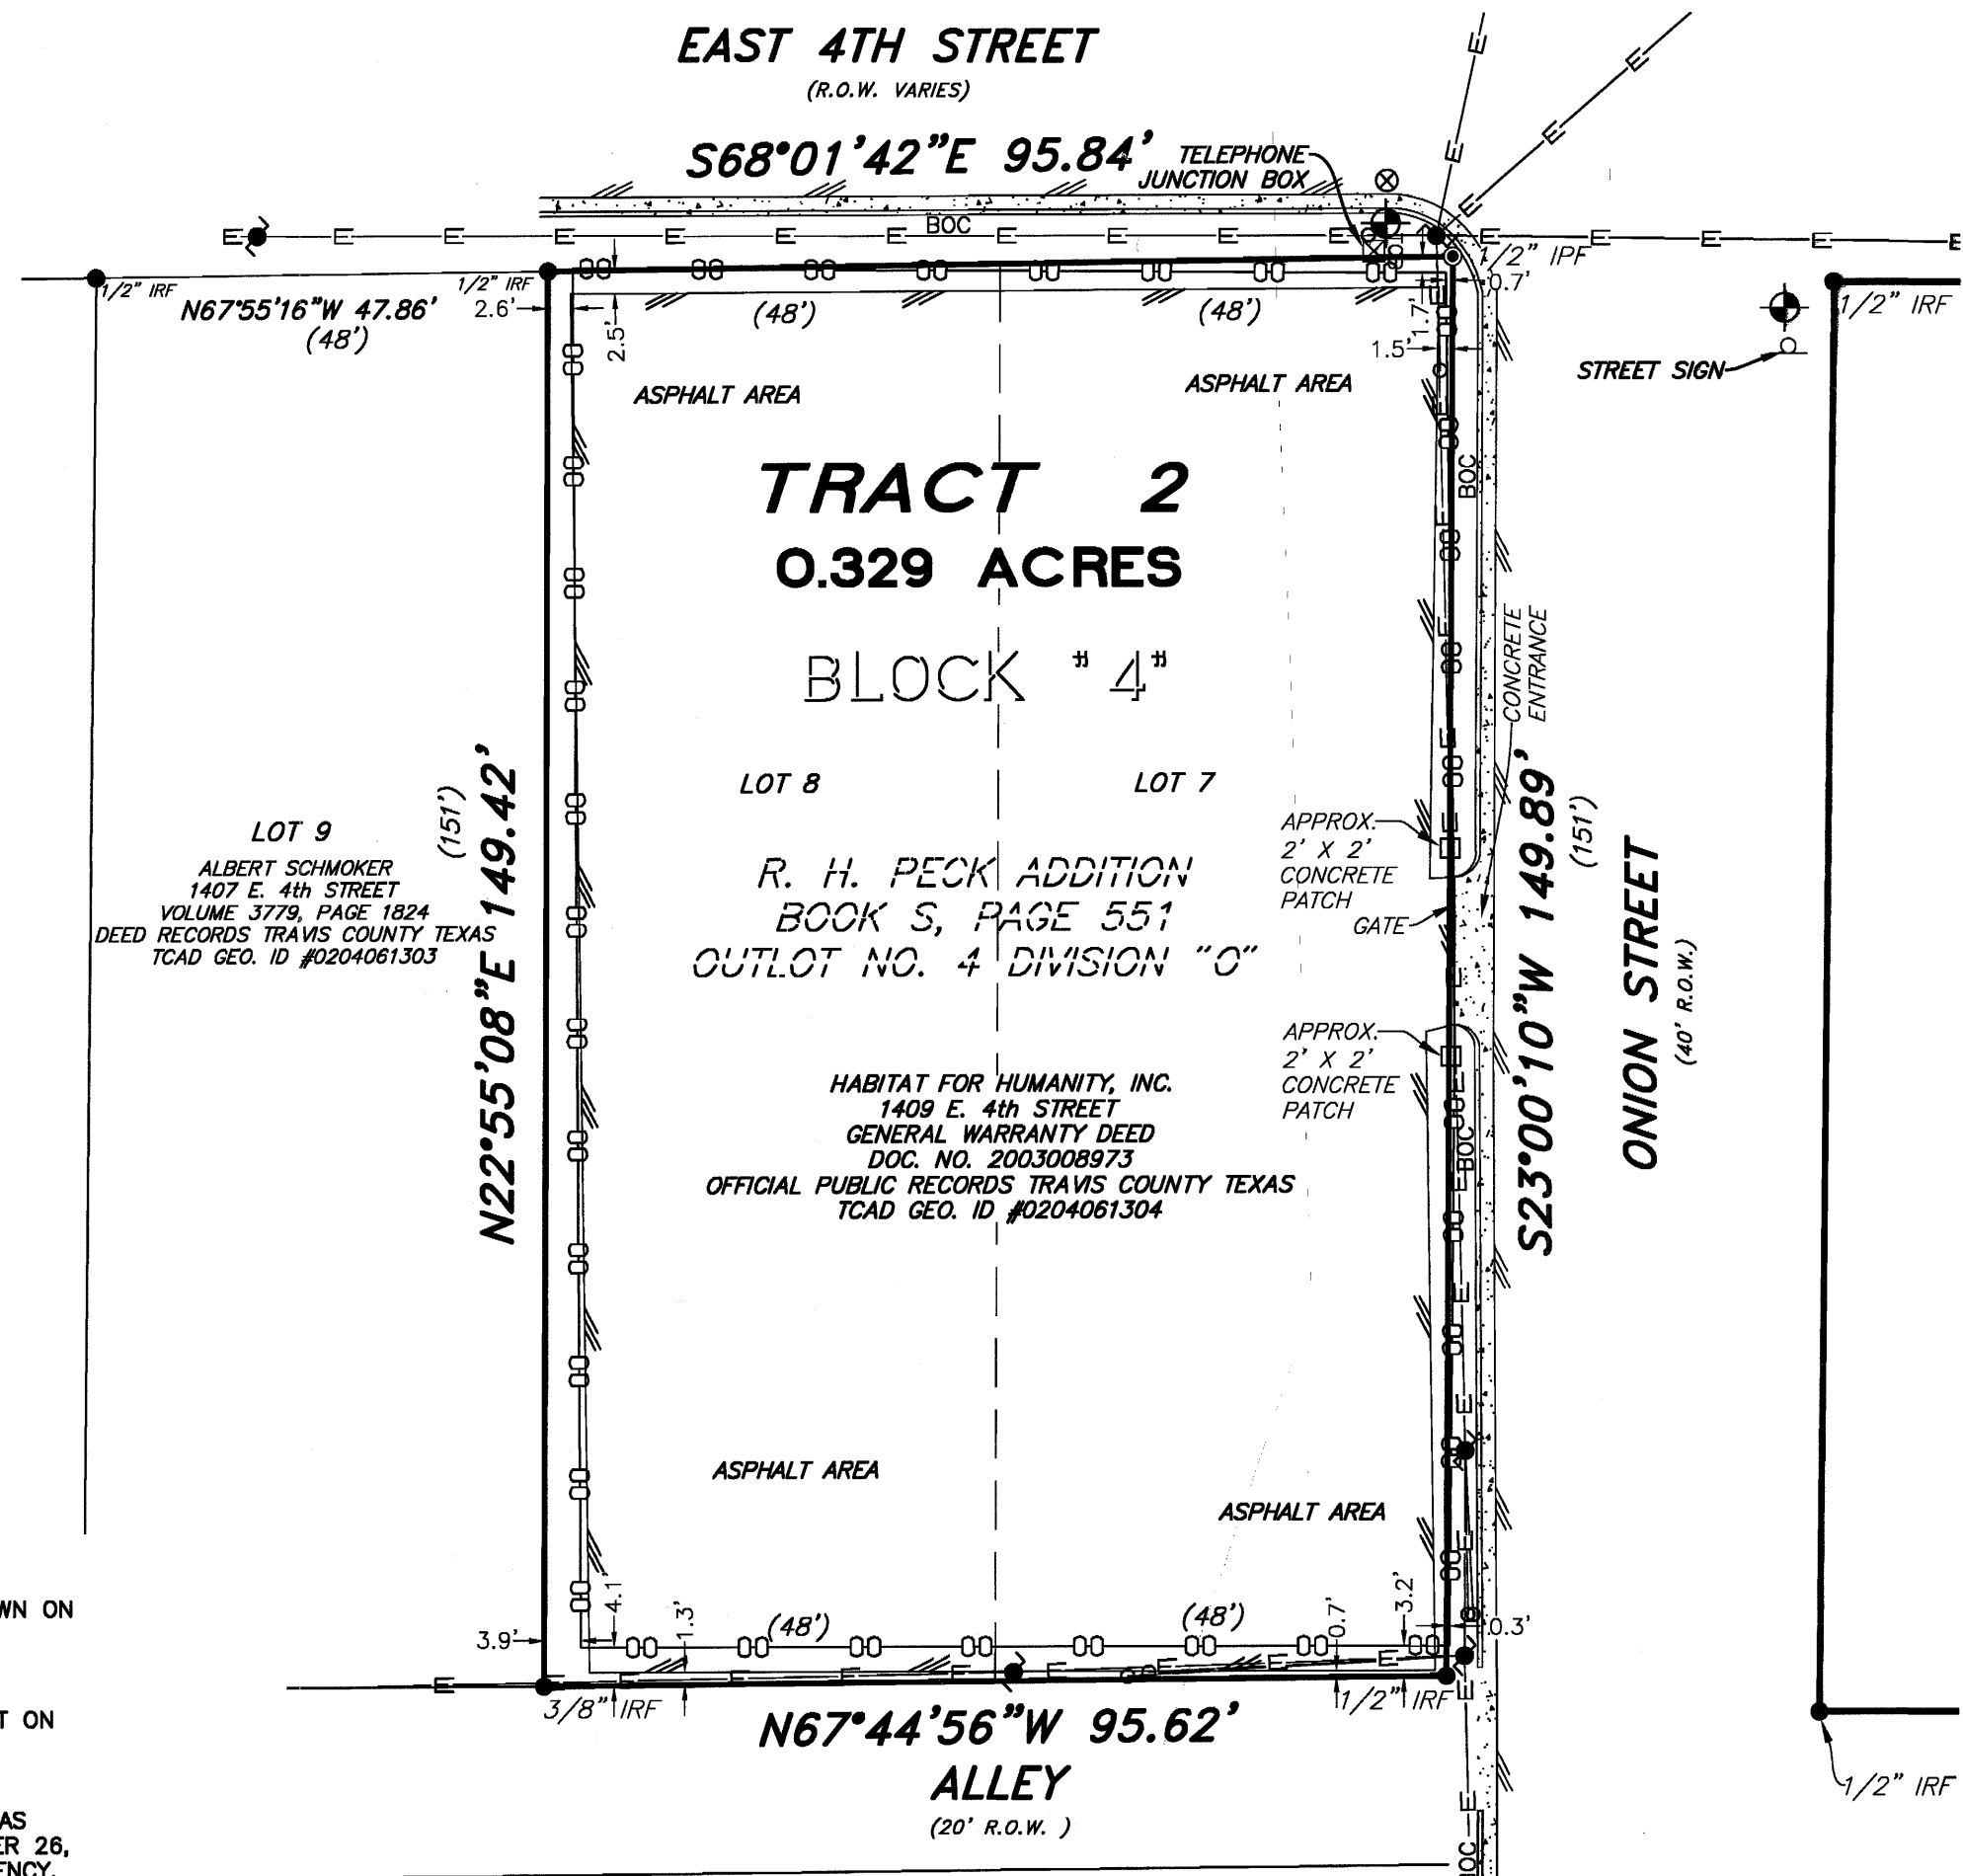 EAST 4TH STREET
(R.O.W. VARIES)
S68°01'42"E 95.84'
TELEPHONE
JUNCTION BOX
BOC
1/2" IRF
N67°55'16"W 47.86'
(48')
1/2" IRF
2.6'
2.5'
(48')
(48')
1/2" IPF
0.7'
1.7'
1.5'
1/2" IRF
STREET SIGN
ASPHALT AREA
ASPHALT AREA
TRACT 2
0.329 ACRES
BLOCK "4"
BOC
CONCRETE
ENTRANCE
LOT 8
LOT 7
LOT 9
ALBERT SCHMOKER
1407 E. 4th STREET
VOLUME 3779, PAGE 1824
DEED RECORDS TRAVIS COUNTY TEXAS
TCAD GEO. ID #0204061303
(151')
N22°55'08"E 149.42'
R. H. PECK ADDITION
BOOK S, PAGE 551
OUTLOT NO. 4 DIVISION "O"
APPROX.
2' X 2'
CONCRETE
PATCH
GATE
S23°00'10"W 149.89'
(151')
ONION STREET
(40' R.O.W.)
APPROX.
2' X 2'
CONCRETE
PATCH
HABITAT FOR HUMANITY, INC.
1409 E. 4th STREET
GENERAL WARRANTY DEED
DOC. NO. 2003008973
OFFICIAL PUBLIC RECORDS TRAVIS COUNTY TEXAS
TCAD GEO. ID #0204061304
BOC
ASPHALT AREA
ASPHALT AREA
WN ON
3.9'
4.1'
1.3'
(48')
(48')
0.7'
3.2'
0.3'
3/8" IRF
1/2" IRF
T ON
N67°44'56"W 95.62'
ALLEY
(20' R.O.W. )
1/2" IRF
AS
ER 26,
ENCY.
BOC